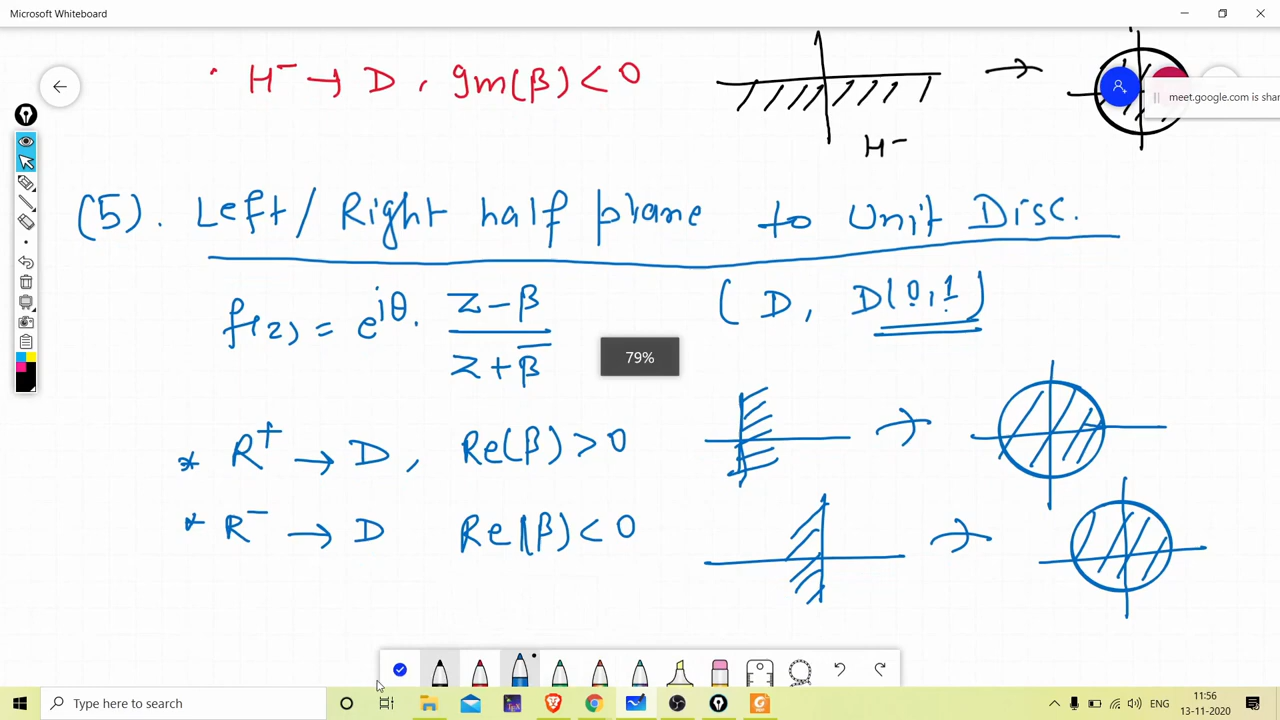 Microsoft Whiteboard
· H⁻ → D , Im(β) < 0
→
H⁻
meet.google.com is shar
(5). Left/Right half plane to Unit Disc.
f(z) = e^{iθ} · (z-β)/(z+β̄) ( D, D(0,1)
79%
* R⁺ → D , Re(β) > 0 →
* R⁻ → D Re(β) < 0 →
Type here to search
11:56
ENG
13-11-2020